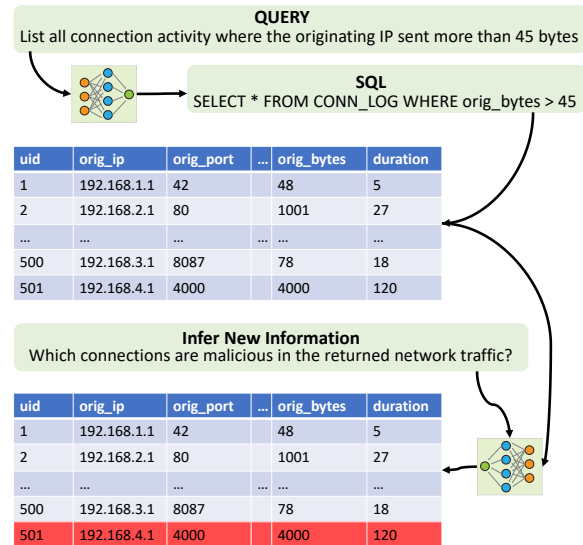 QUERY
List all connection activity where the originating IP sent more than 45 bytes
SQL
SELECT * FROM CONN_LOG WHERE orig_bytes > 45
uid orig_ip orig_port ... orig_bytes duration
1 192.168.1.1 42 48 5
2 192.168.2.1 80 1001 27
... ... ... ... ... ...
500 192.168.3.1 8087 78 18
501 192.168.4.1 4000 4000 120
Infer New Information
Which connections are malicious in the returned network traffic?
uid orig_ip orig_port ... orig_bytes duration
1 192.168.1.1 42 48 5
2 192.168.2.1 80 1001 27
... ... ... ... ... ...
500 192.168.3.1 8087 78 18
501 192.168.4.1 4000 4000 120